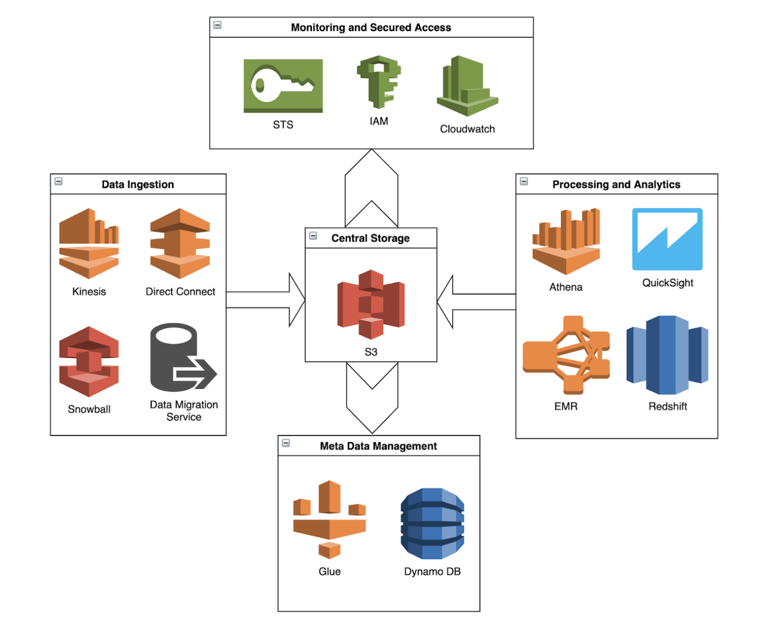 Monitoring and Secured Access
STS
IAM
Cloudwatch
Data Ingestion
Kinesis
Direct Connect
Snowball
Data Migration
Service
Central Storage
S3
Processing and Analytics
Athena
QuickSight
EMR
Redshift
Meta Data Management
Glue
Dynamo DB